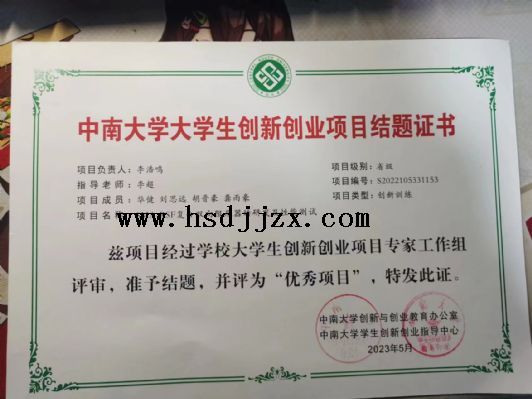 中南大学大学生创新创业项目结题证书
项目负责人：李浩鸣
项目级别：省级
指导老师：李超
项目编号：S2022105331153
项目成员：华健 刘思远 胡晋豪 龚雨豪
项目类型：创新训练
项目名称：
www.hsdjjzx.com
兹项目经过学校大学生创新创业项目专家工作组
评审，准予结题，并评为“优秀项目”，特发此证。
中南大学创新与创业教育办公室
中南大学学生创新创业指导中心
2023年5月